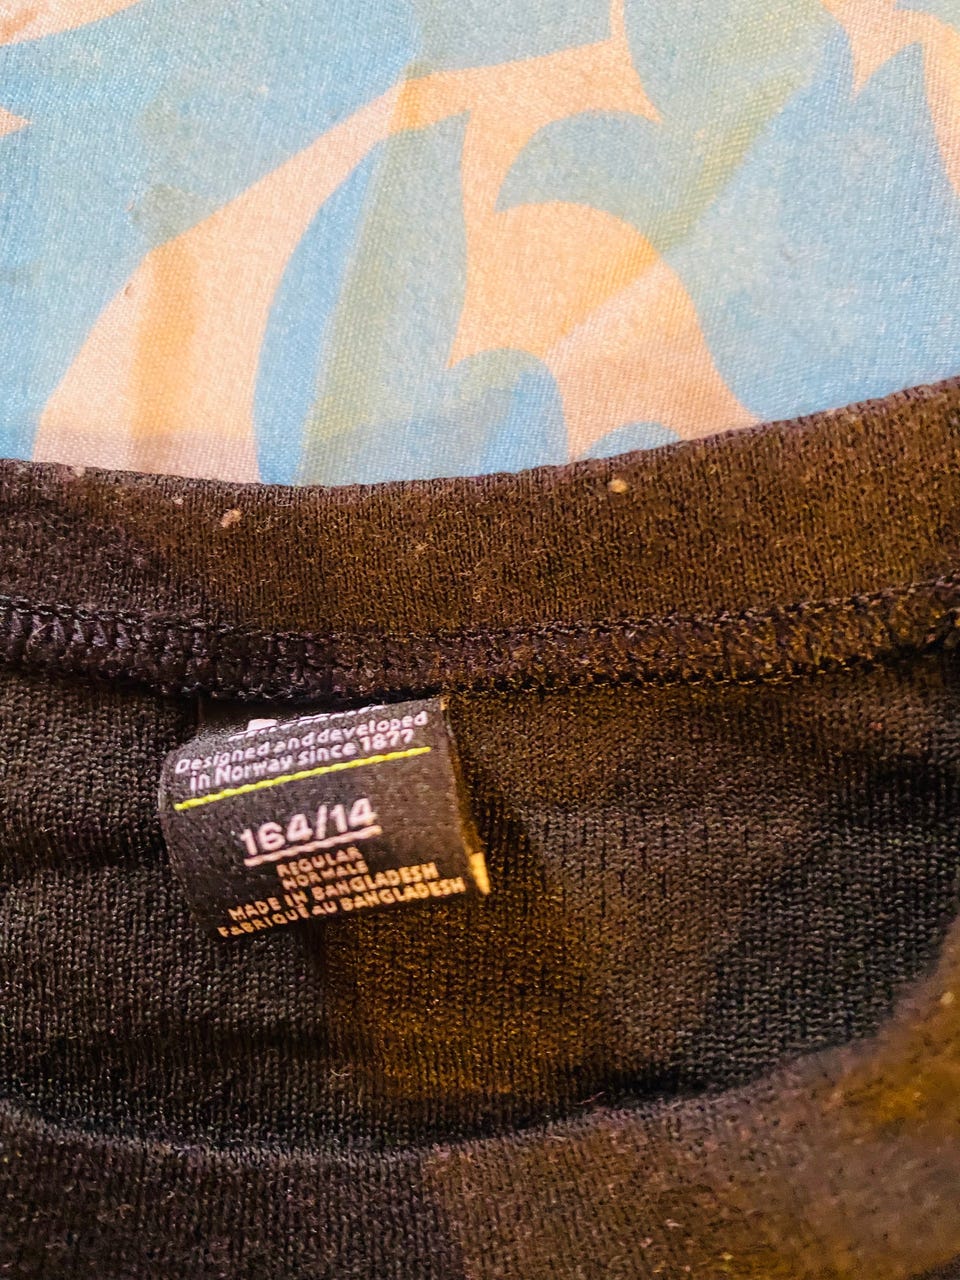 Designed and developed
in Norway since 1877
164/14
REGULAR
NORMALE
MADE IN BANGLADESH
FABRIQUÉ AU BANGLADESH